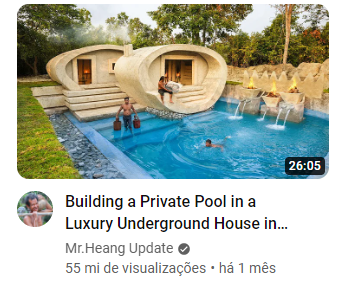 26:05
Building a Private Pool in a
Luxury Underground House in…
Mr.Heang Update
55 mi de visualizações • há 1 mês